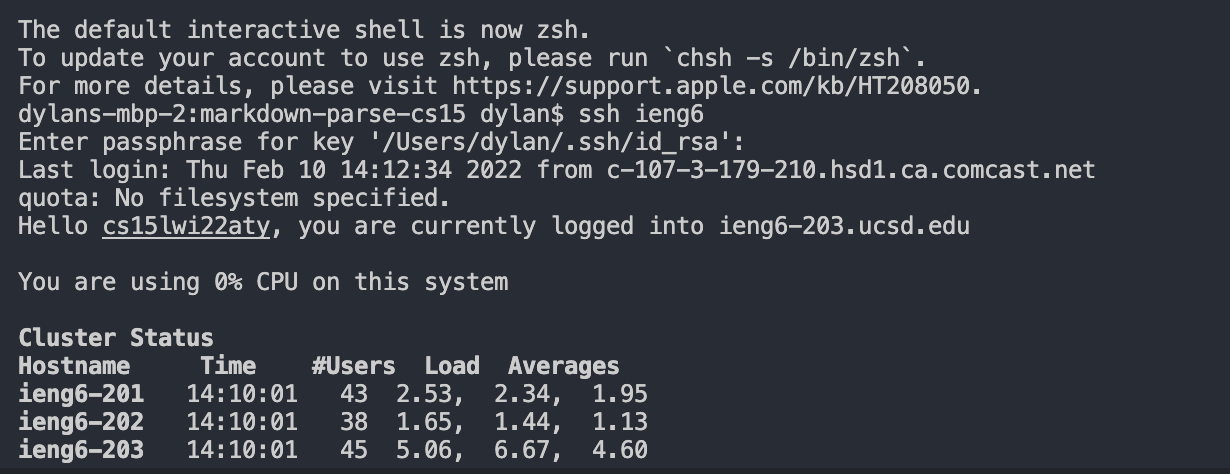 The default interactive shell is now zsh.
To update your account to use zsh, please run `chsh -s /bin/zsh`.
For more details, please visit https://support.apple.com/kb/HT208050.
dylans-mbp-2:markdown-parse-cs15 dylan$ ssh ieng6
Enter passphrase for key '/Users/dylan/.ssh/id_rsa':
Last login: Thu Feb 10 14:12:34 2022 from c-107-3-179-210.hsd1.ca.comcast.net
quota: No filesystem specified.
Hello cs15lwi22aty, you are currently logged into ieng6-203.ucsd.edu
You are using 0% CPU on this system
Cluster Status
Hostname     Time    #Users  Load  Averages
ieng6-201   14:10:01   43  2.53,  2.34,  1.95
ieng6-202   14:10:01   38  1.65,  1.44,  1.13
ieng6-203   14:10:01   45  5.06,  6.67,  4.60